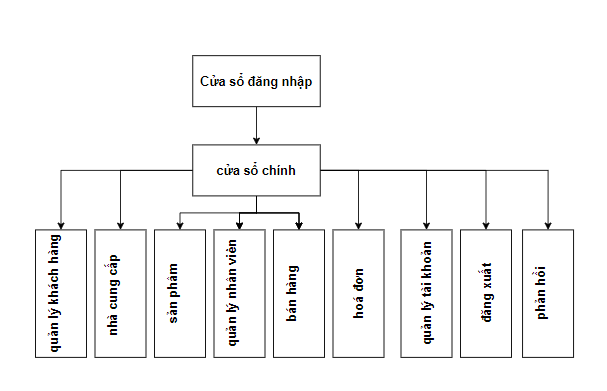 Cửa sổ đăng nhập
cửa sổ chính
quản lý khách hàng
nhà cung cấp
sản phẩm
quản lý nhân viên
bán hàng
hoá đơn
quản lý tài khoản
đăng xuất
phản hồi